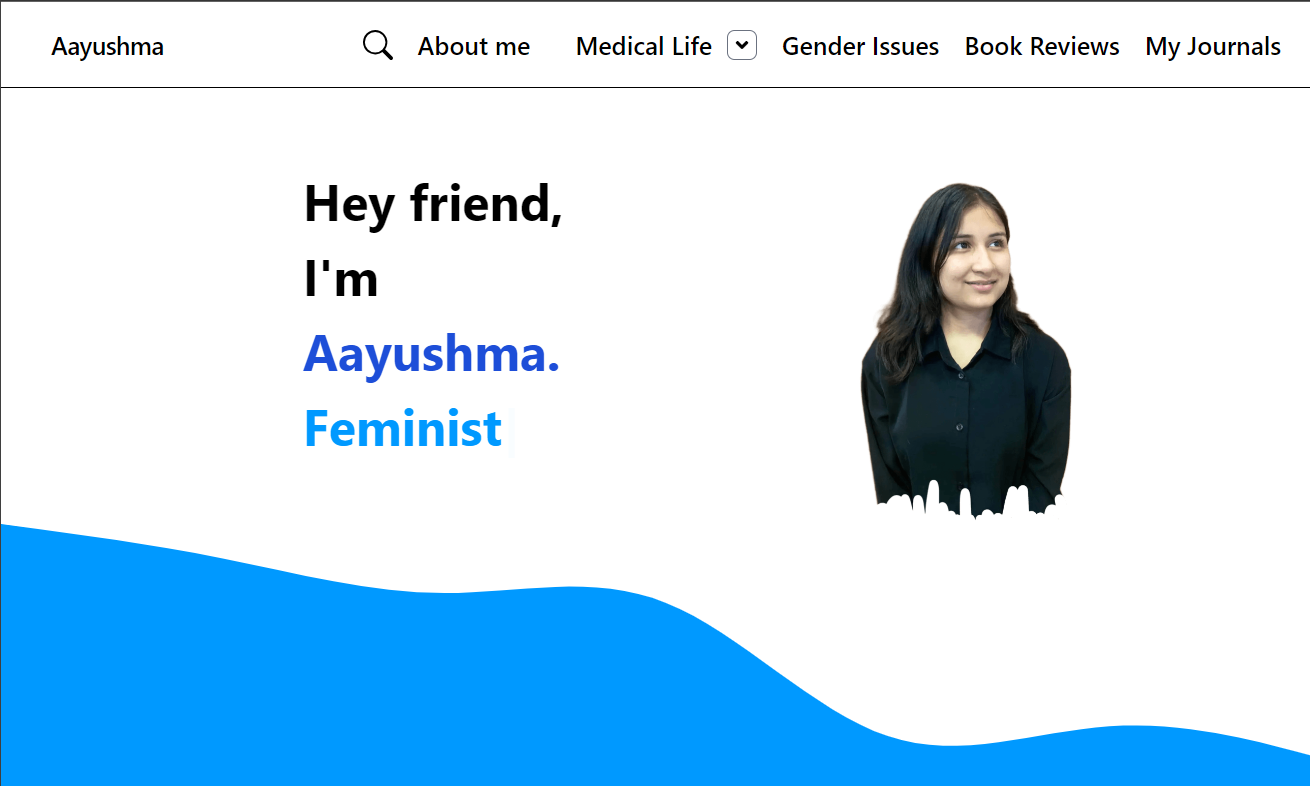 Aayushma About me Medical Life Gender Issues Book Reviews My Journals
Hey friend,
I'm
Aayushma.
Feminist